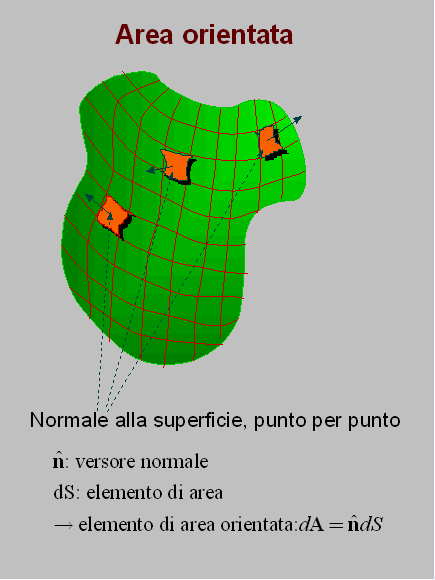 Area orientata
Normale alla superficie, punto per punto
n̂: versore normale
dS: elemento di area
→ elemento di area orientata:dA = n̂dS